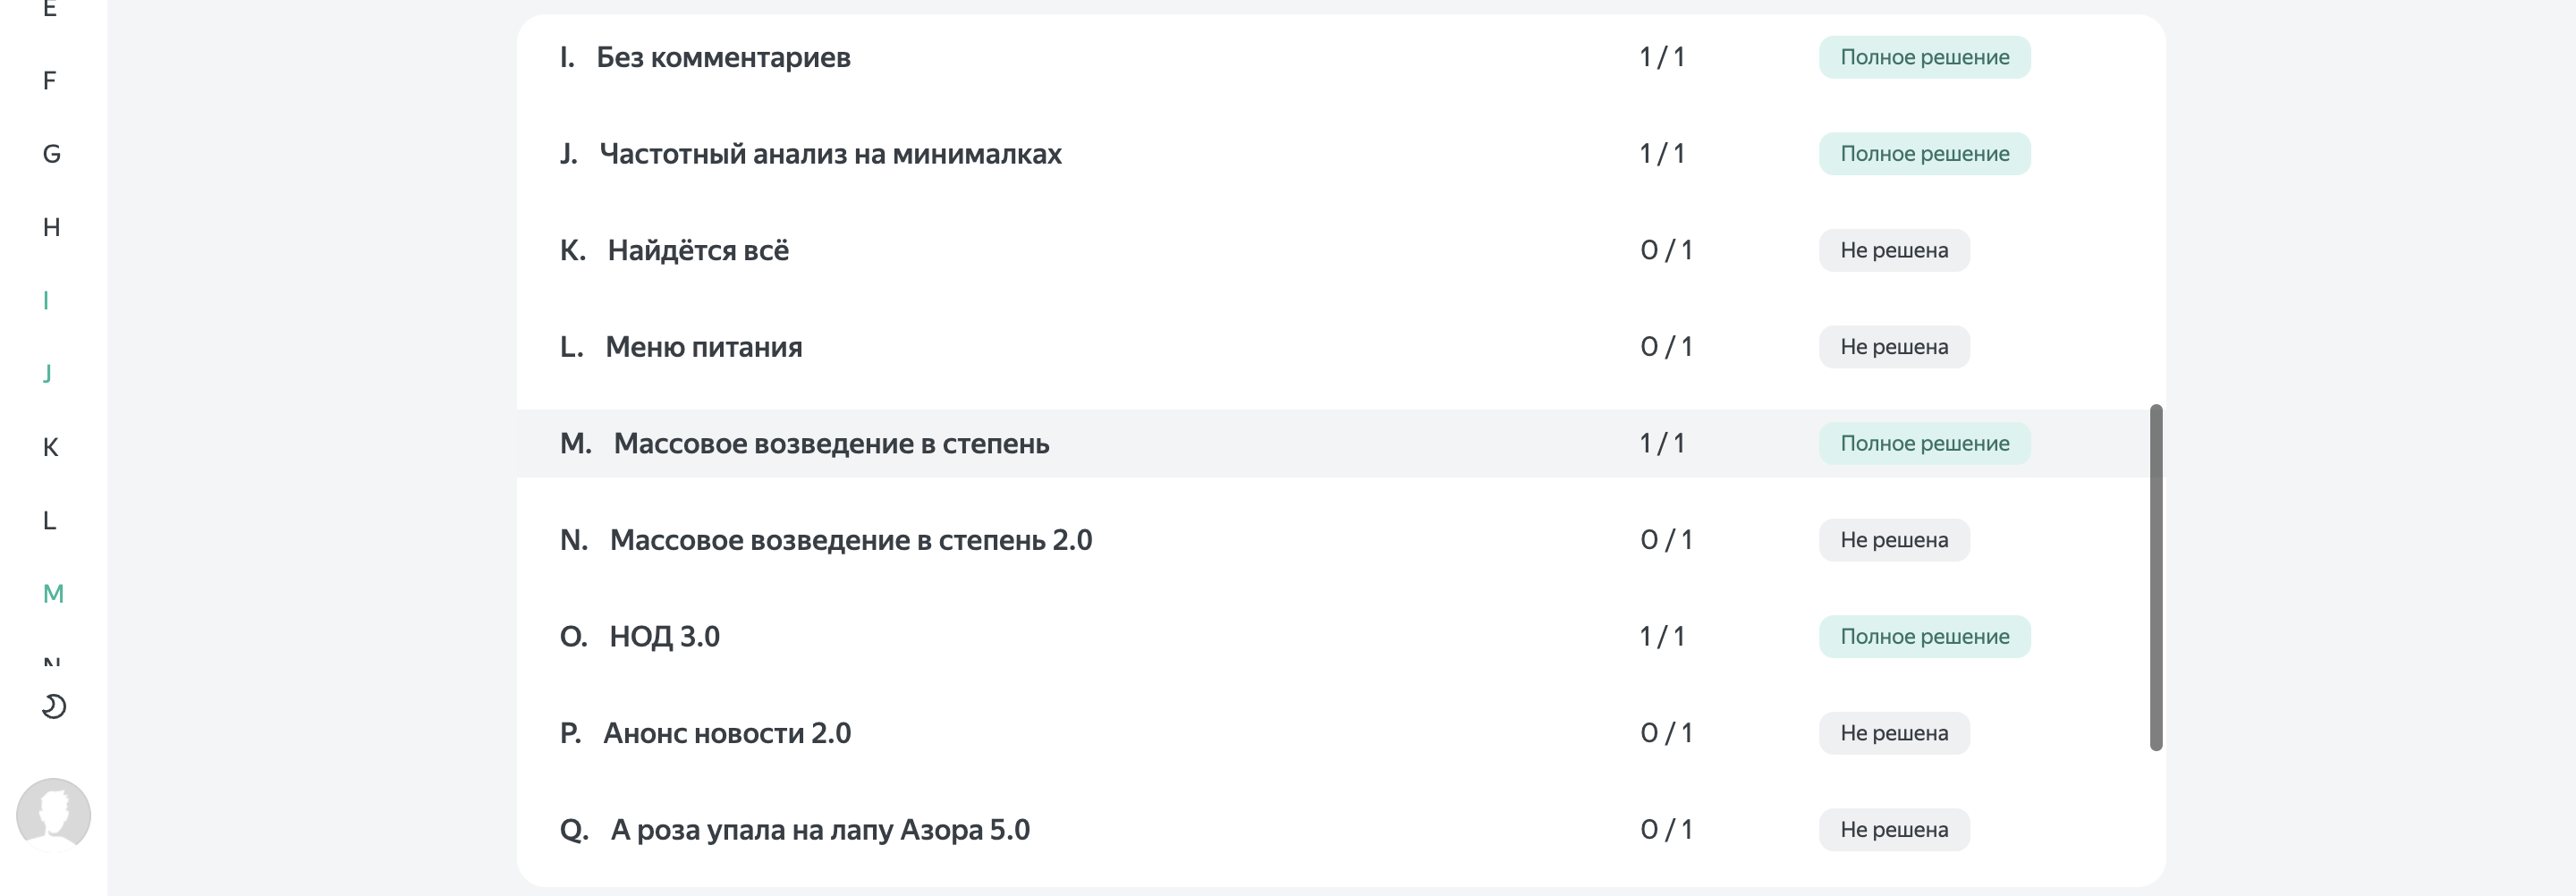 E
F
G
H
I
J
K
L
M
N
I. Без комментариев 1 / 1 Полное решение
J. Частотный анализ на минималках 1 / 1 Полное решение
K. Найдётся всё 0 / 1 Не решена
L. Меню питания 0 / 1 Не решена
M. Массовое возведение в степень 1 / 1 Полное решение
N. Массовое возведение в степень 2.0 0 / 1 Не решена
O. НОД 3.0 1 / 1 Полное решение
P. Анонс новости 2.0 0 / 1 Не решена
Q. А роза упала на лапу Азора 5.0 0 / 1 Не решена